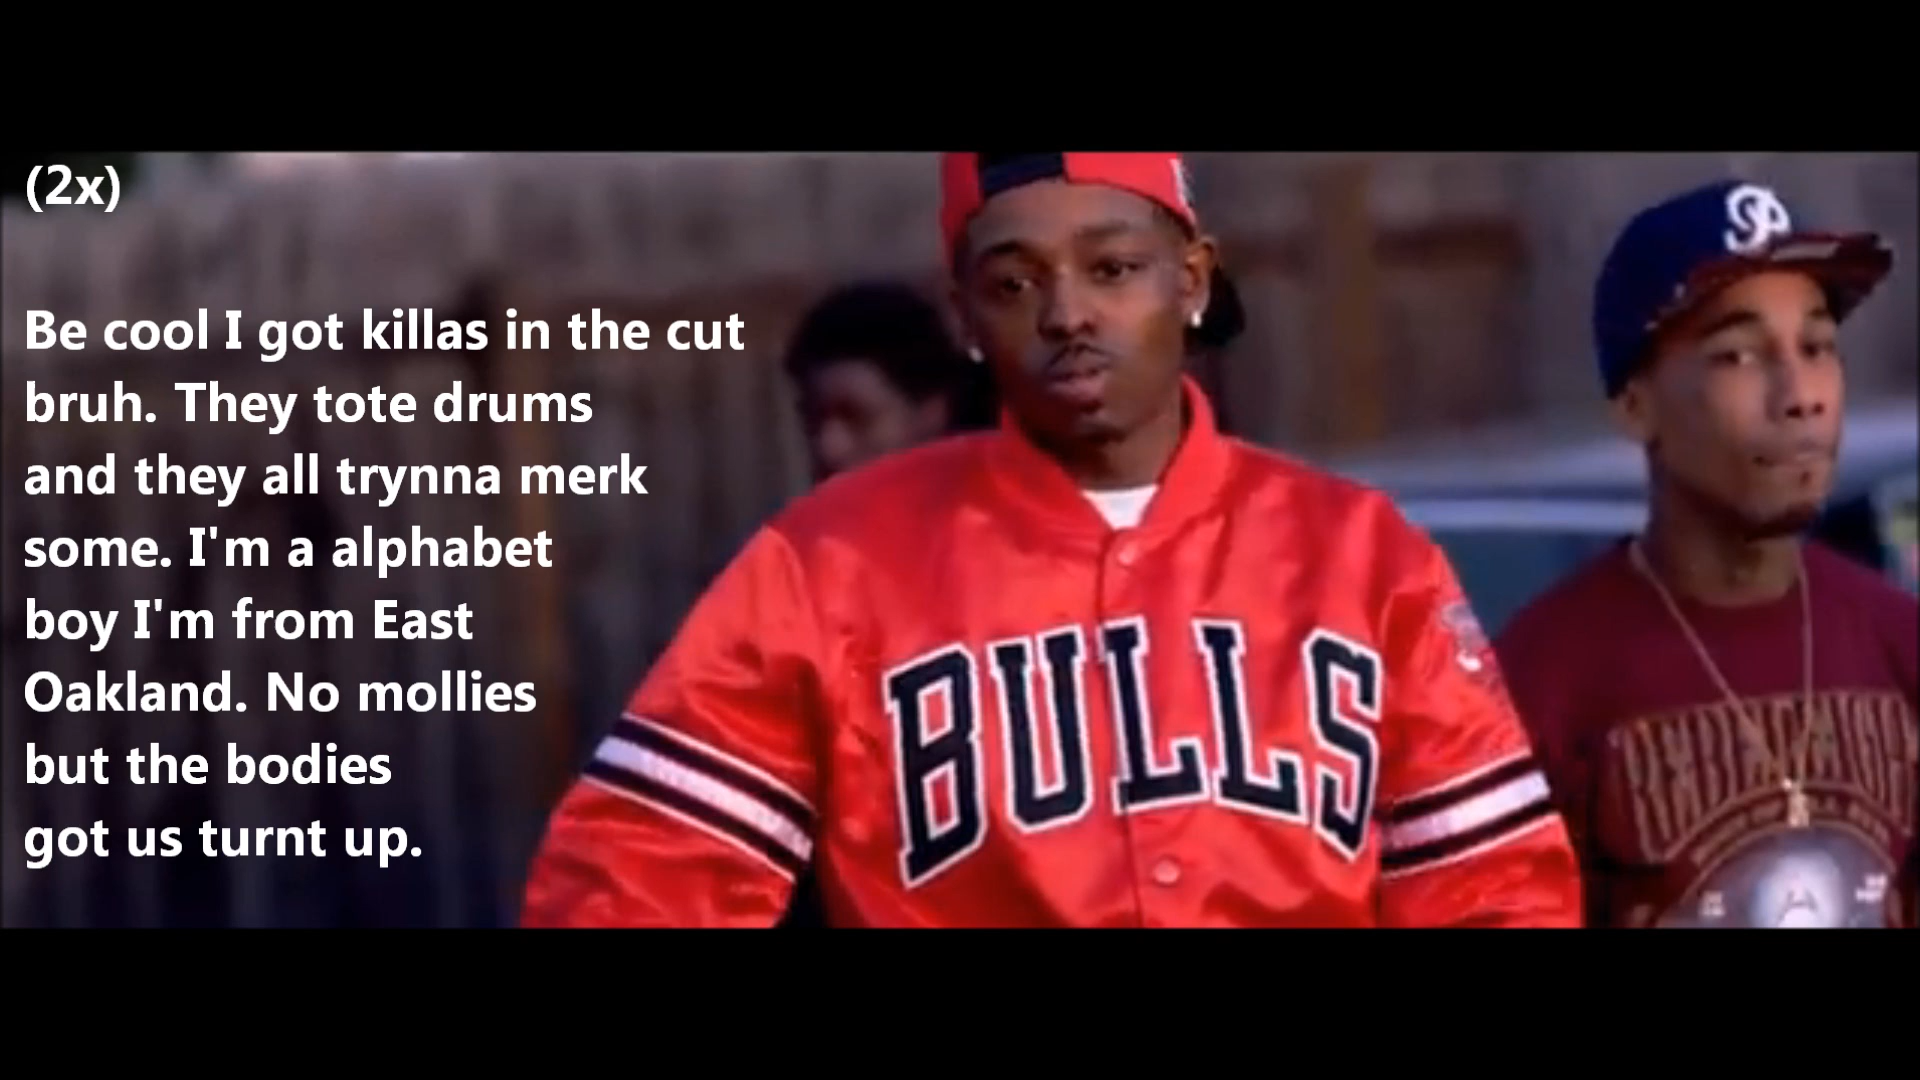 (2x)
Be cool I got killas in the cut
bruh. They tote drums
and they all trynna merk
some. I'm a alphabet
boy I'm from East
Oakland. No mollies
but the bodies
got us turnt up.
BULLS
SP